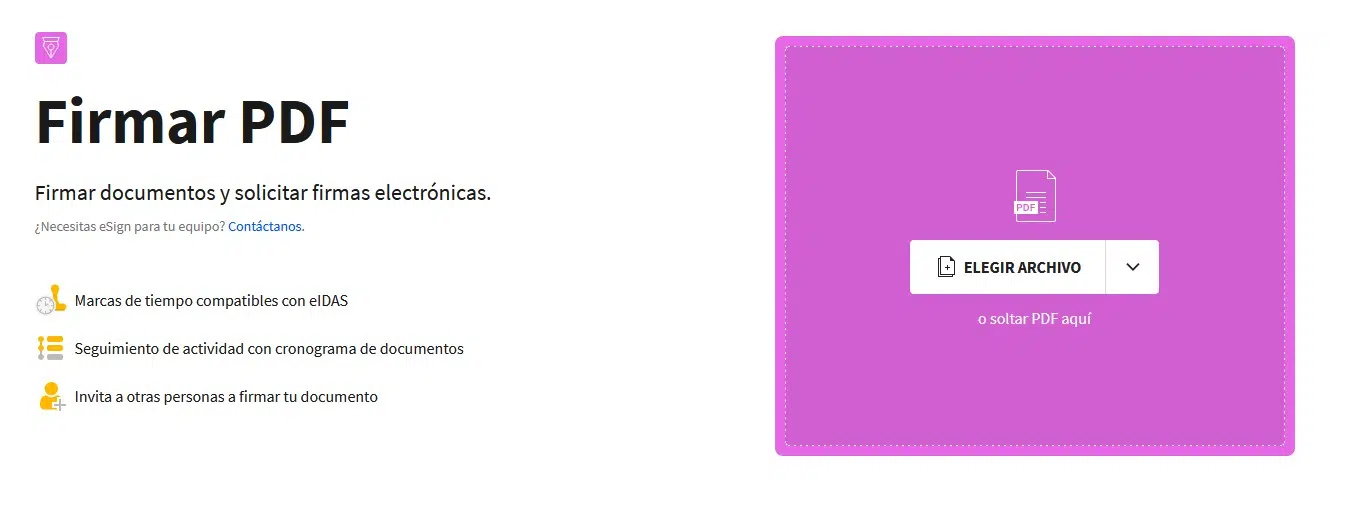 Firmar PDF
Firmar documentos y solicitar firmas electrónicas.
¿Necesitas eSign para tu equipo? Contáctanos.
Marcas de tiempo compatibles con eIDAS
Seguimiento de actividad con cronograma de documentos
Invita a otras personas a firmar tu documento
PDF
ELEGIR ARCHIVO
o soltar PDF aquí